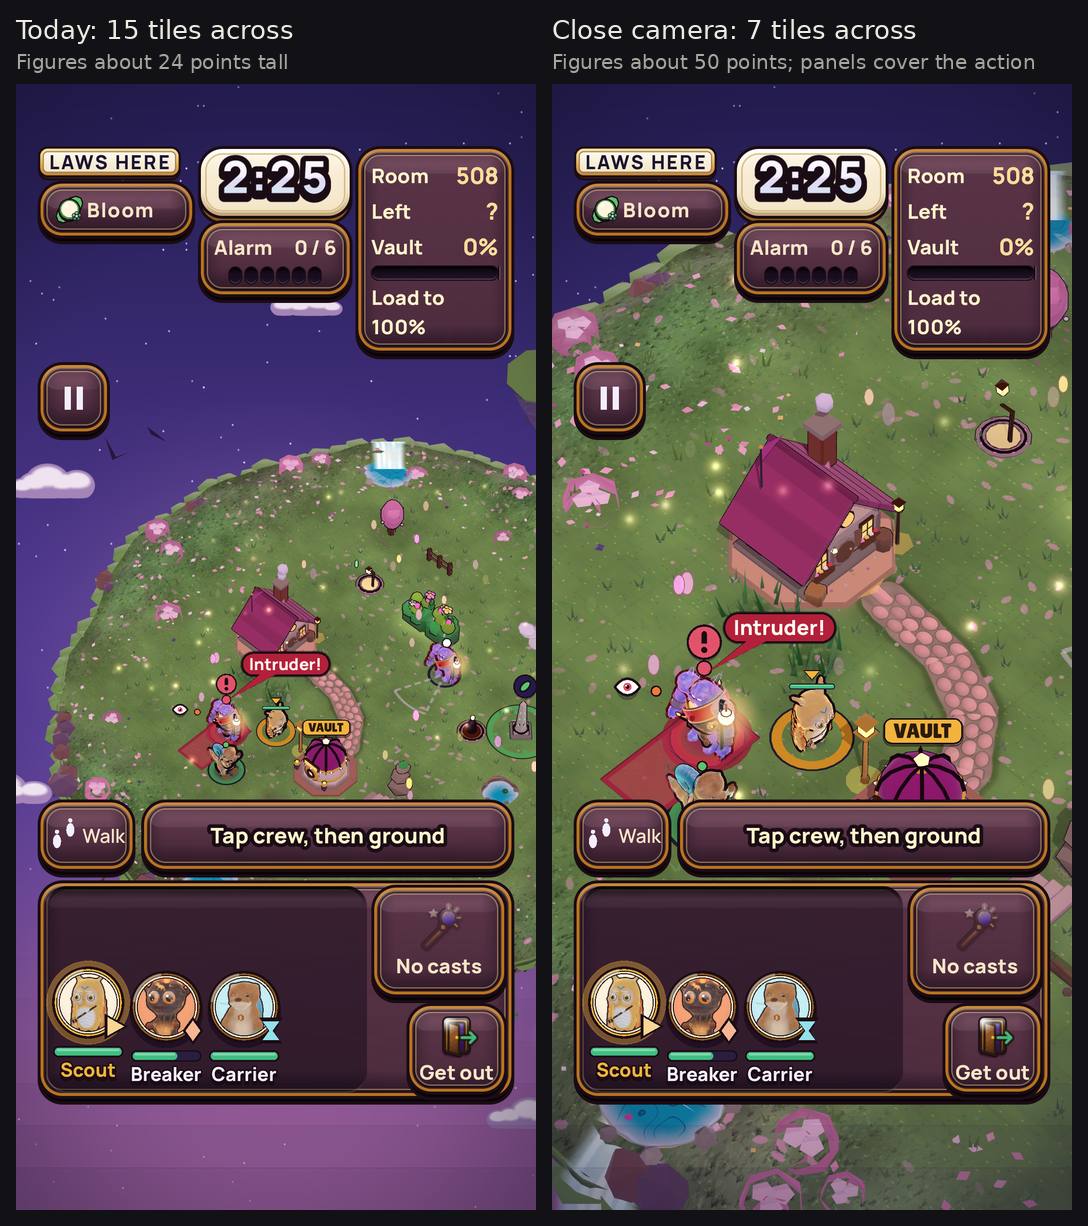 Today: 15 tiles across
Figures about 24 points tall
LAWS HERE
Bloom
2:25
Alarm 0 / 6
Room 508
Left ?
Vault 0%
Load to
100%
Intruder!
VAULT
Walk
Tap crew, then ground
No casts
Scout
Breaker
Carrier
Get out
Close camera: 7 tiles across
Figures about 50 points; panels cover the action
LAWS HERE
Bloom
2:25
Alarm 0 / 6
Room 508
Left ?
Vault 0%
Load to
100%
Intruder!
VAULT
Walk
Tap crew, then ground
No casts
Scout
Breaker
Carrier
Get out